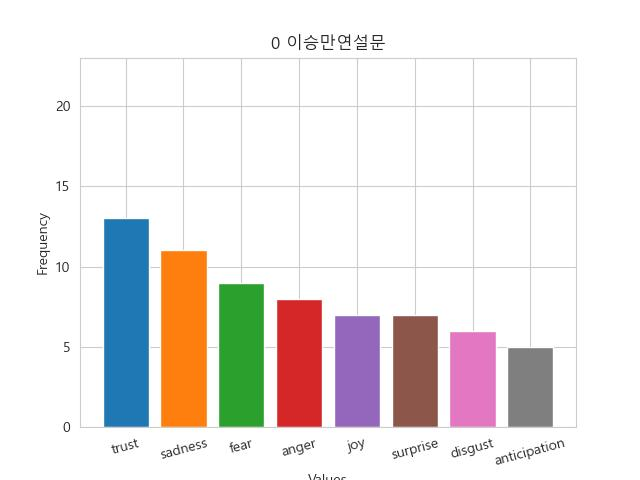 0 이승만연설문
Frequency
20
15
10
5
0
trust sadness fear anger joy surprise disgust anticipation
Values